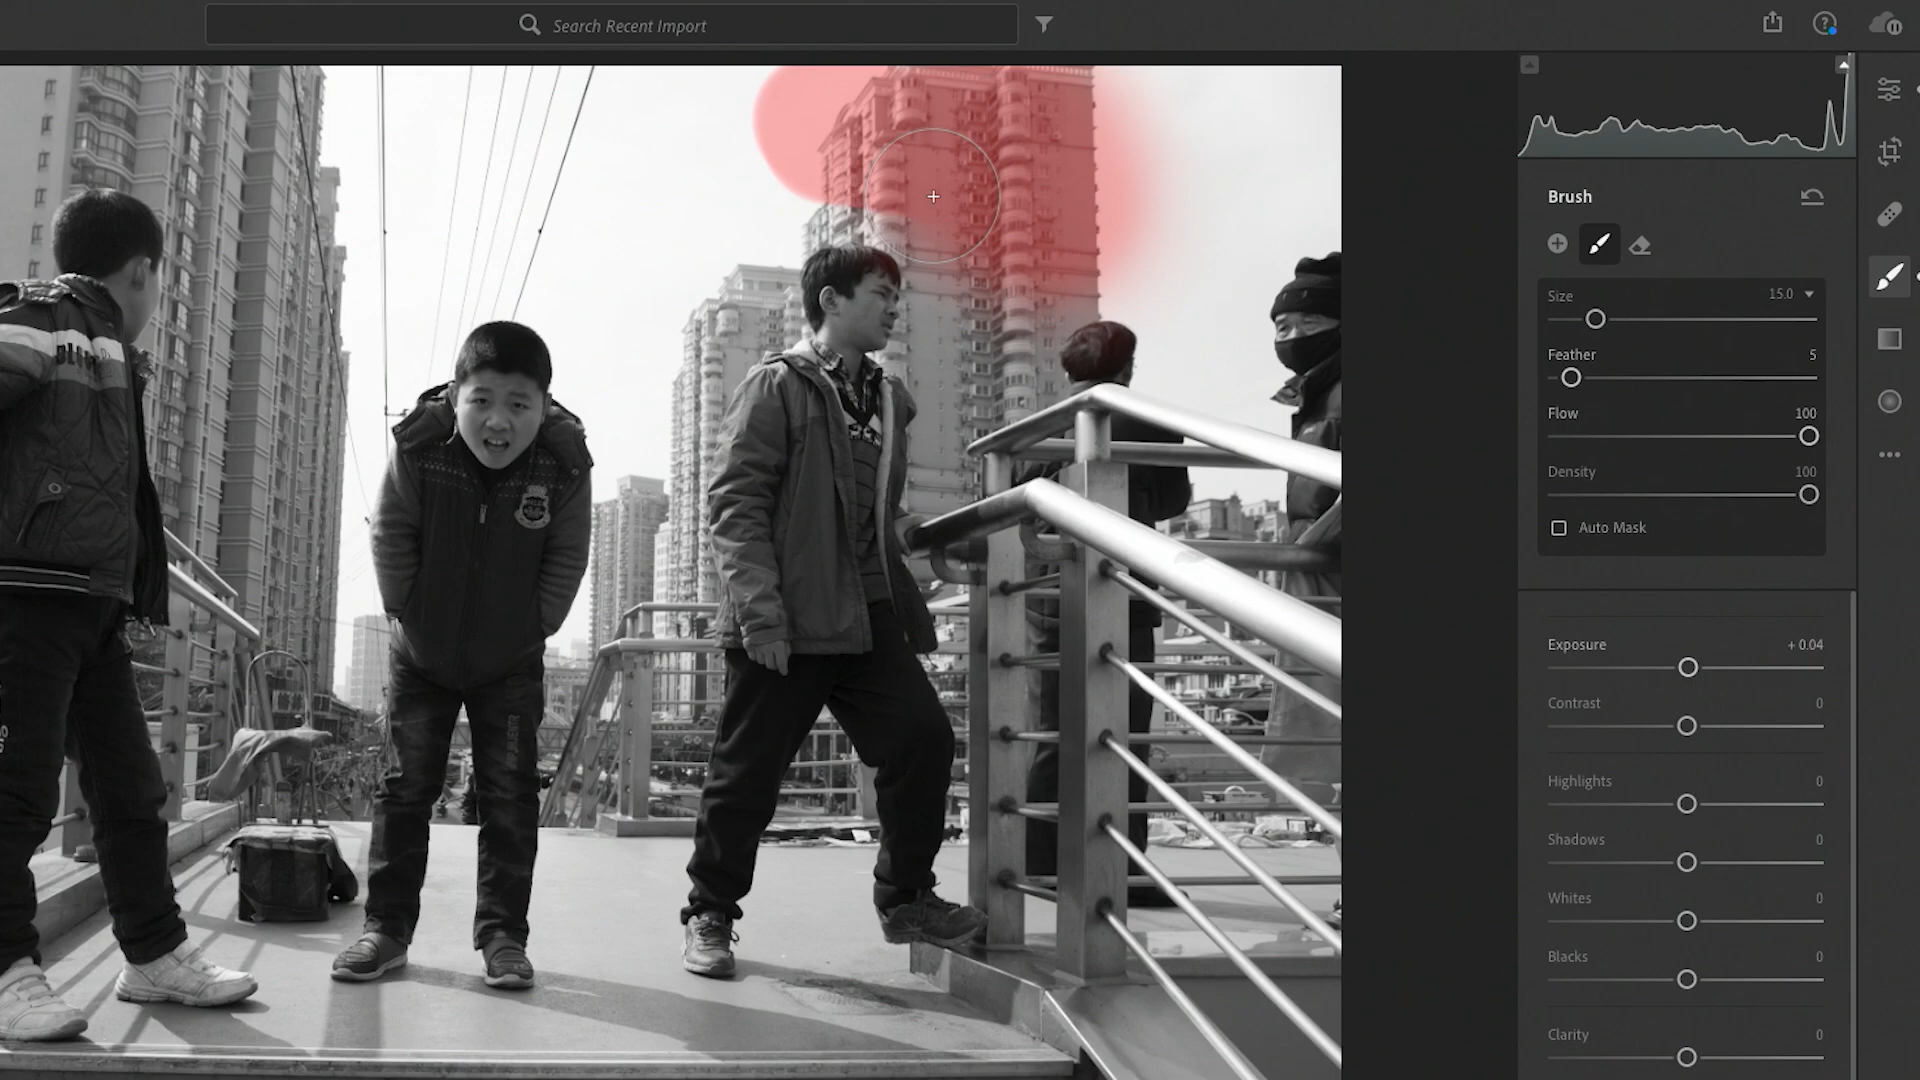 Search Recent Import
Brush
Size 15.0
Feather 5
Flow 100
Density 100
Auto Mask
Exposure + 0.04
Contrast 0
Highlights 0
Shadows 0
Whites 0
Blacks 0
Clarity 0